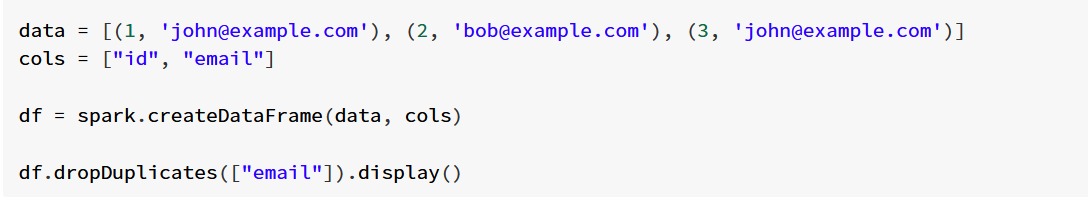 data = [(1, 'john@example.com'), (2, 'bob@example.com'), (3, 'john@example.com')]
cols = ["id", "email"]
df = spark.createDataFrame(data, cols)
df.dropDuplicates(["email"]).display()